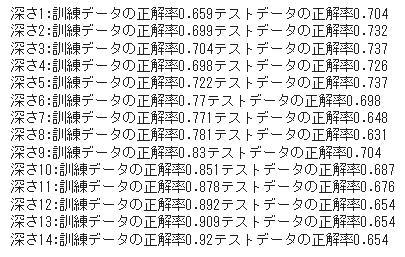 深さ1:訓練データの正解率0.659テストデータの正解率0.704
深さ2:訓練データの正解率0.699テストデータの正解率0.732
深さ3:訓練データの正解率0.704テストデータの正解率0.737
深さ4:訓練データの正解率0.698テストデータの正解率0.726
深さ5:訓練データの正解率0.722テストデータの正解率0.737
深さ6:訓練データの正解率0.77テストデータの正解率0.698
深さ7:訓練データの正解率0.771テストデータの正解率0.648
深さ8:訓練データの正解率0.781テストデータの正解率0.631
深さ9:訓練データの正解率0.83テストデータの正解率0.704
深さ10:訓練データの正解率0.851テストデータの正解率0.687
深さ11:訓練データの正解率0.878テストデータの正解率0.676
深さ12:訓練データの正解率0.892テストデータの正解率0.654
深さ13:訓練データの正解率0.909テストデータの正解率0.654
深さ14:訓練データの正解率0.92テストデータの正解率0.654